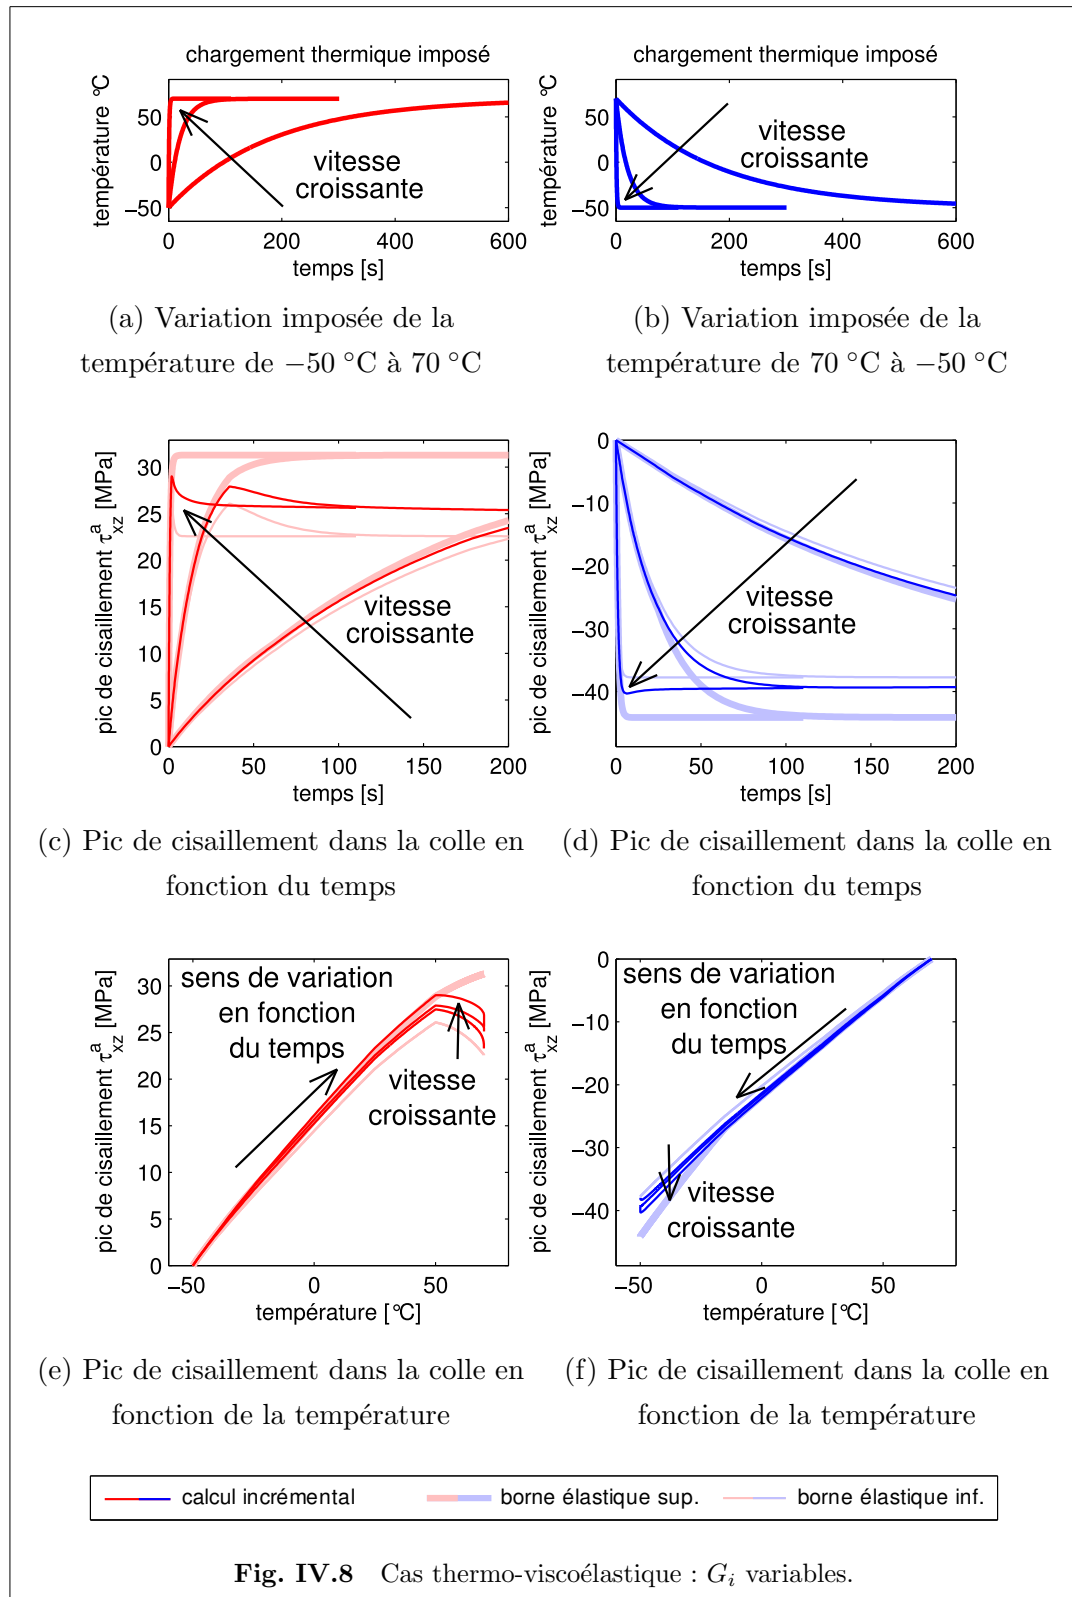 chargement thermique imposé
température °C
50
0
−50
vitesse
croissante
0
200
400
600
temps [s]
(a) Variation imposée de la
température de −50 °C à 70 °C
chargement thermique imposé
température °C
50
0
−50
vitesse
croissante
0
200
400
600
temps [s]
(b) Variation imposée de la
température de 70 °C à −50 °C
pic de cisaillement τ^a_xz [MPa]
30
25
20
15
10
5
0
vitesse
croissante
0
50
100
150
200
temps [s]
(c) Pic de cisaillement dans la colle en
fonction du temps
pic de cisaillement τ^a_xz [MPa]
0
−10
−20
−30
−40
vitesse
croissante
0
50
100
150
200
temps [s]
(d) Pic de cisaillement dans la colle en
fonction du temps
pic de cisaillement τ^a_xz [MPa]
30
25
20
15
10
5
0
sens de variation
en fonction
du temps
vitesse
croissante
−50
0
50
température [°C]
(e) Pic de cisaillement dans la colle en
fonction de la température
pic de cisaillement τ^a_xz [MPa]
0
−10
−20
−30
−40
sens de variation
en fonction
du temps
vitesse
croissante
−50
0
50
température [°C]
(f) Pic de cisaillement dans la colle en
fonction de la température
calcul incrémental
borne élastique sup.
borne élastique inf.
Fig. IV.8 Cas thermo-viscoélastique : G_i variables.